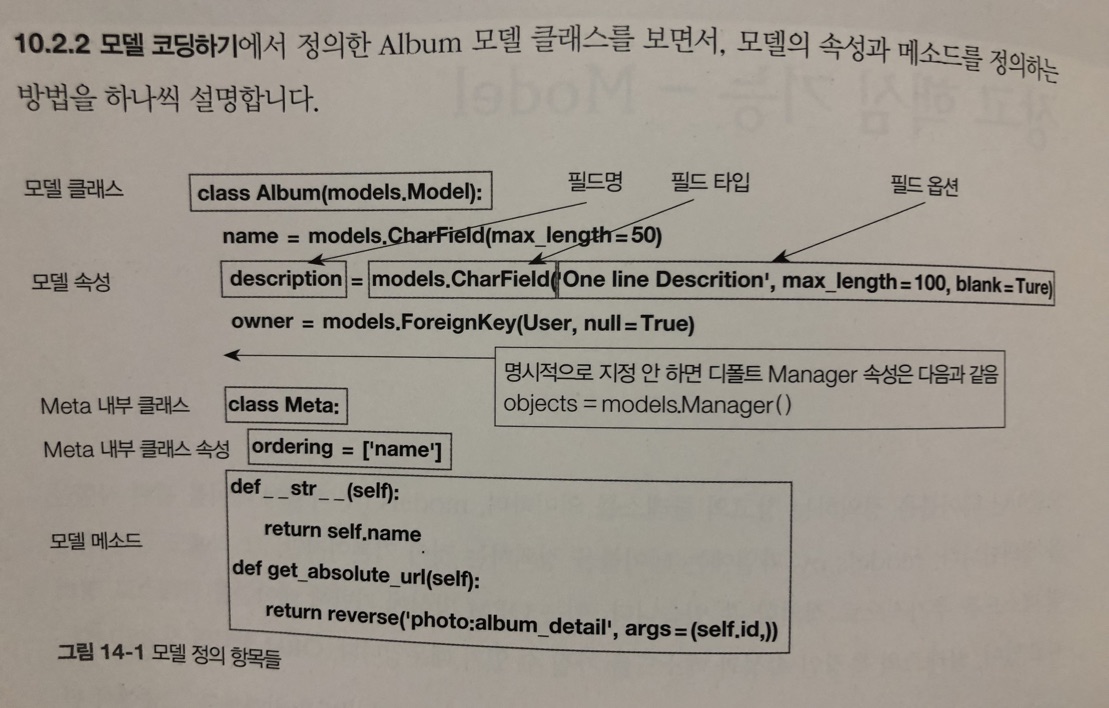 10.2.2 모델 코딩하기에서 정의한 Album 모델 클래스를 보면서, 모델의 속성과 메소드를 정의하는
방법을 하나씩 설명합니다.
모델 클래스
class Album(models.Model):
필드명
필드 타입
필드 옵션
name = models.CharField(max_length=50)
모델 속성
description = models.CharField('One line Descrition', max_length=100, blank=Ture)
owner = models.ForeignKey(User, null=True)
명시적으로 지정 안 하면 디폴트 Manager 속성은 다음과 같음
objects = models.Manager()
Meta 내부 클래스
class Meta:
Meta 내부 클래스 속성
ordering = ['name']
def__str__(self):
return self.name
모델 메소드
def get_absolute_url(self):
return reverse('photo:album_detail', args=(self.id,))
그림 14-1 모델 정의 항목들